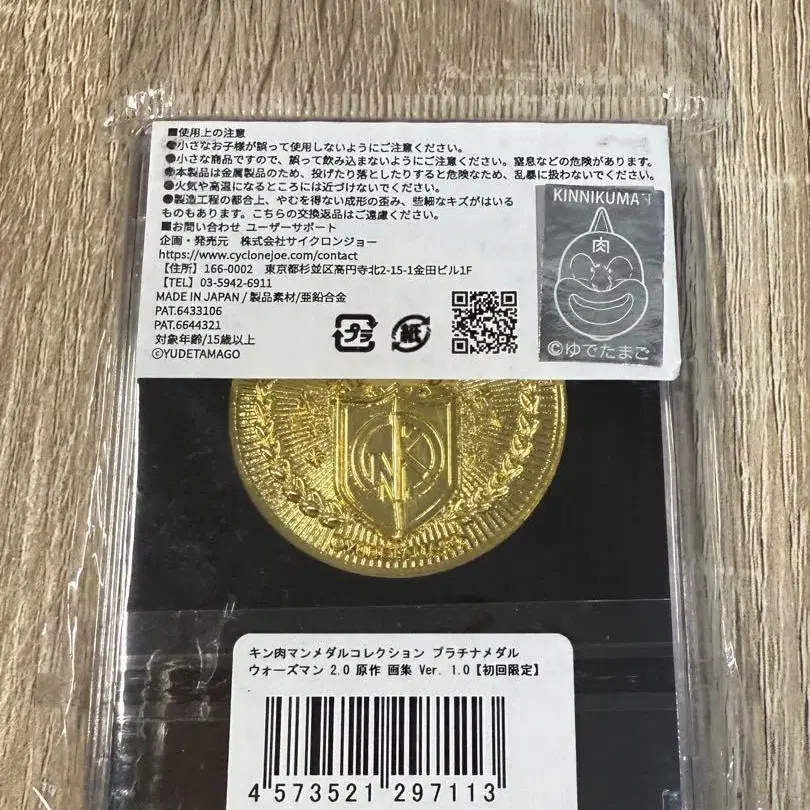 ■使用上の注意
●小さなお子様が誤って使用しないようにご注意ください。
●小さな商品ですので、誤って飲み込まないようにご注意ください。窒息などの危険があります。
●本製品は金属製品のため、投げたり落としたりすると危険なため、乱暴に扱わないでください。
●火気や高温になるところには近づけないでください。
●製造工程の都合上、やむを得ない成形の歪み、些細なキズがはいる
ものもあります。こちらの交換返品はご遠慮ください。
■お問い合わせ ユーザーサポート
企画・発売元 株式会社サイクロンジョー
https://www.cyclonejoe.com/contact
【住所】 166-0002 東京都杉並区高円寺北2-15-1金田ビル1F
【TEL】 03-5942-6911
MADE IN JAPAN / 製品素材/亜鉛合金
PAT.6433106
PAT.6644321
対象年齢/15歳以上
©YUDETAMAGO
プラ
紙
KINNIKUMAN
肉
©ゆでたまご
キン肉マンメダルコレクション プラチナメダル
ウォーズマン 2.0 原作 画集 Ver. 1.0【初回限定】
4 573521 297113